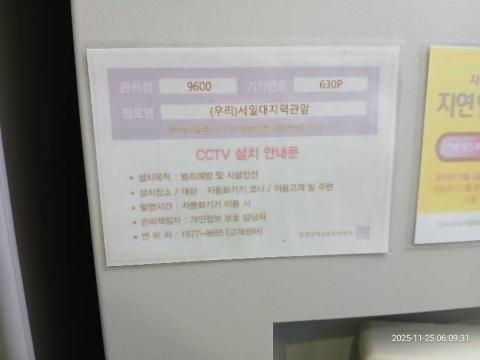 관리점 9600 기기번호 630P
점포명 (우리)서일대지덕관앞
CCTV 설치 안내문
• 설치목적 : 범죄예방 및 시설안전
• 설치장소 / 대상 : 자동화기기 코너 / 이용고객 및 주변
• 촬영시간 : 자동화기기 이용 시
• 관리책임자 : 개인정보 보호 담당자
• 연 락 처 : 1577-4655 [고객센터]
자
지연
2025-11-25 06:09:31